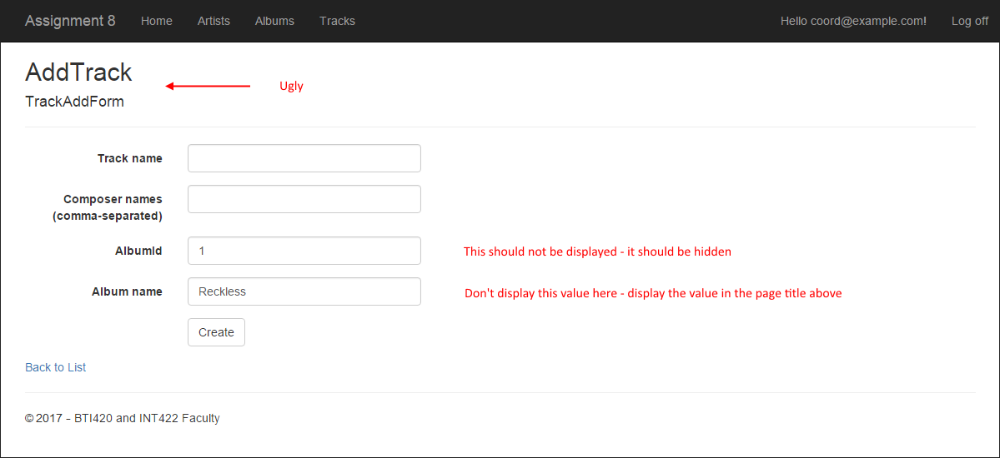 Assignment 8 Home Artists Albums Tracks Hello coord@example.com! Log off
AddTrack
Ugly
TrackAddForm
Track name
Composer names
(comma-separated)
AlbumId 1 This should not be displayed - it should be hidden
Album name Reckless Don't display this value here - display the value in the page title above
Create
Back to List
© 2017 - BTI420 and INT422 Faculty